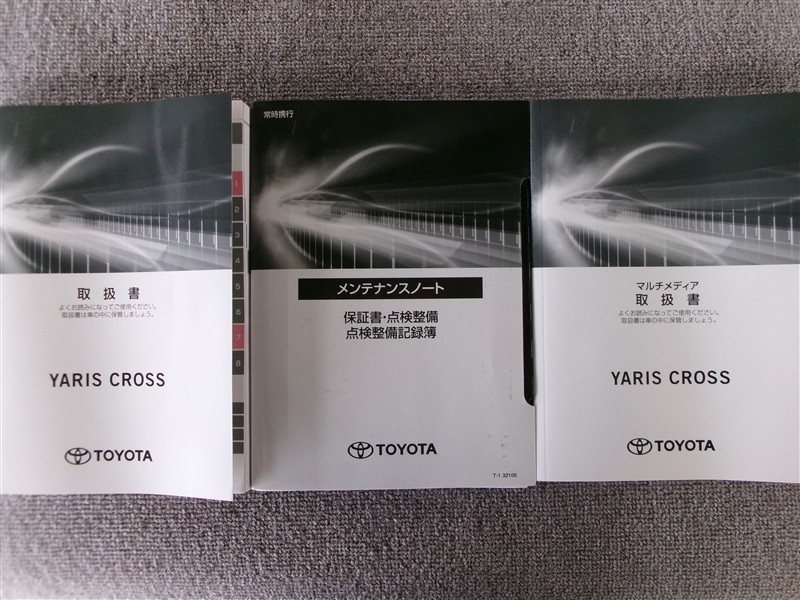 取扱書
よくお読みになってご使用ください。
取扱書は車の中に保管しましょう。
YARIS CROSS
TOYOTA
1
2
3
4
5
6
7
8
常時携行
メンテナンスノート
保証書・点検整備
点検整備記録簿
TOYOTA
T-1 32106
マルチメディア
取扱書
よくお読みになってご使用ください。
取扱書は車の中に保管しましょう。
YARIS CROSS
TOYOTA